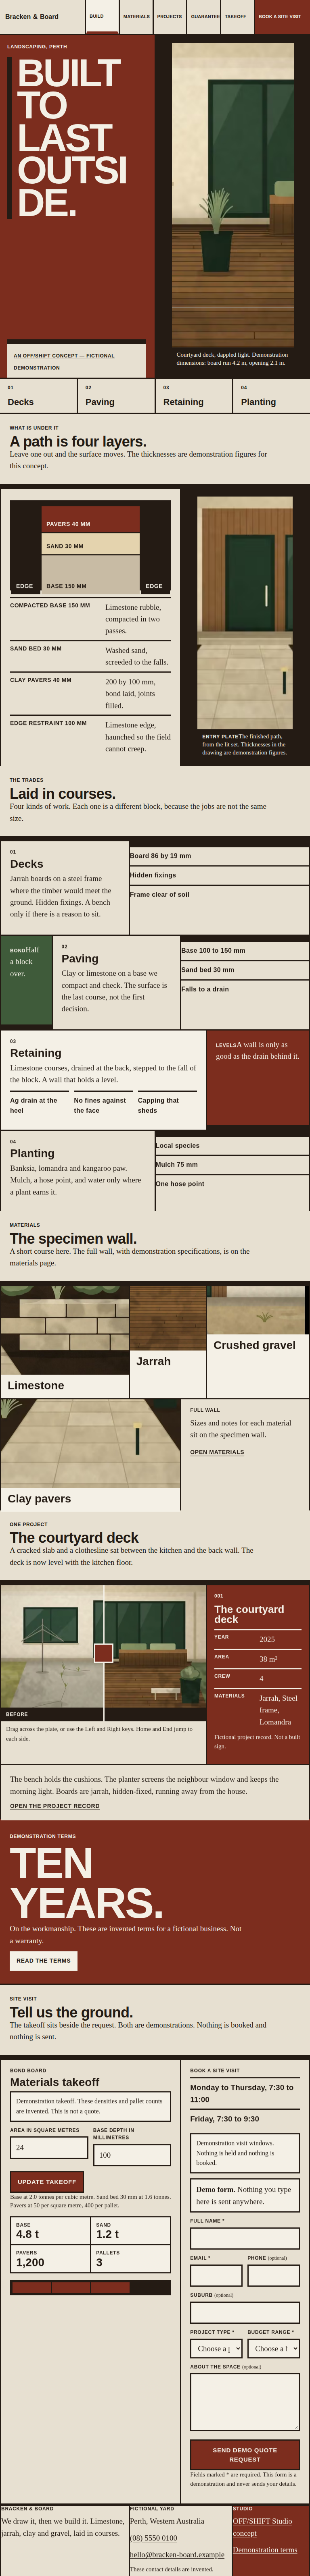 Bracken & Board
BUILD
MATERIALS
PROJECTS
GUARANTEE
TAKEOFF
BOOK A SITE VISIT
LANDSCAPING, PERTH
BUILT
TO
LAST
OUTSI
DE.
AN OFF/SHIFT CONCEPT — FICTIONAL
DEMONSTRATION
Courtyard deck, dappled light. Demonstration
dimensions: board run 4.2 m, opening 2.1 m.
01
Decks
02
Paving
03
Retaining
04
Planting
WHAT IS UNDER IT
A path is four layers.
Leave one out and the surface moves. The thicknesses are demonstration figures for
this concept.
PAVERS 40 MM
SAND 30 MM
EDGE
BASE 150 MM
EDGE
COMPACTED BASE 150 MM
Limestone rubble,
compacted in two
passes.
SAND BED 30 MM
Washed sand,
screeded to the falls.
CLAY PAVERS 40 MM
200 by 100 mm,
bond laid, joints
filled.
EDGE RESTRAINT 100 MM
Limestone edge,
haunched so the field
cannot creep.
ENTRY PLATEThe finished path,
from the lit set. Thicknesses in the
drawing are demonstration figures.
THE TRADES
Laid in courses.
Four kinds of work. Each one is a different block, because the jobs are not the same
size.
01
Decks
Jarrah boards on a steel frame
where the timber would meet the
ground. Hidden fixings. A bench
only if there is a reason to sit.
Board 86 by 19 mm
Hidden fixings
Frame clear of soil
BONDHalf
a block
over.
02
Paving
Clay or limestone on a base we
compact and check. The surface is
the last course, not the first
decision.
Base 100 to 150 mm
Sand bed 30 mm
Falls to a drain
03
Retaining
Limestone courses, drained at the back, stepped to the fall of
the block. A wall that holds a level.
Ag drain at the
heel
No fines against
the face
Capping that
sheds
LEVELSA wall is only as
good as the drain behind it.
04
Planting
Banksia, lomandra and kangaroo paw.
Mulch, a hose point, and water only where
a plant earns it.
Local species
Mulch 75 mm
One hose point
MATERIALS
The specimen wall.
A short course here. The full wall, with demonstration specifications, is on the
materials page.
Limestone
Jarrah
Crushed gravel
Clay pavers
FULL WALL
Sizes and notes for each material
sit on the specimen wall.
OPEN MATERIALS
ONE PROJECT
The courtyard deck
A cracked slab and a clothesline sat between the kitchen and the back wall. The
deck is now level with the kitchen floor.
BEFORE
Drag across the plate, or use the Left and Right keys. Home and End jump to
each side.
001
The courtyard
deck
YEAR
2025
AREA
38 m²
CREW
4
MATERIALS
Jarrah, Steel
frame,
Lomandra
Fictional project record. Not a built
sign.
The bench holds the cushions. The planter screens the neighbour window and keeps the
morning light. Boards are jarrah, hidden-fixed, running away from the house.
OPEN THE PROJECT RECORD
DEMONSTRATION TERMS
TEN
YEARS.
On the workmanship. These are invented terms for a fictional business. Not
a warranty.
READ THE TERMS
SITE VISIT
Tell us the ground.
The takeoff sits beside the request. Both are demonstrations. Nothing is booked and
nothing is sent.
BOND BOARD
Materials takeoff
Demonstration takeoff. These densities and pallet counts
are invented. This is not a quote.
AREA IN SQUARE METRES
24
BASE DEPTH IN
MILLIMETRES
100
UPDATE TAKEOFF
Base at 2.0 tonnes per cubic metre. Sand bed 30 mm at 1.6 tonnes.
Pavers at 50 per square metre, 400 per pallet.
BASE
4.8 t
SAND
1.2 t
PAVERS
1,200
PALLETS
3
BOOK A SITE VISIT
Monday to Thursday, 7:30 to
11:00
Friday, 7:30 to 9:30
Demonstration visit windows.
Nothing is held and nothing is
booked.
Demo form. Nothing you type
here is sent anywhere.
FULL NAME *
EMAIL *
PHONE (optional)
SUBURB (optional)
PROJECT TYPE *
BUDGET RANGE *
Choose a
Choose a
ABOUT THE SPACE (optional)
SEND DEMO QUOTE
REQUEST
Fields marked * are required. This form is a
demonstration and never sends your details.
BRACKEN & BOARD
We draw it, then we build it. Limestone,
jarrah, clay and gravel, laid in courses.
FICTIONAL YARD
Perth, Western Australia
(08) 5550 0100
hello@bracken-board.example
These contact details are invented.
STUDIO
OFF/SHIFT Studio
concept
Demonstration terms